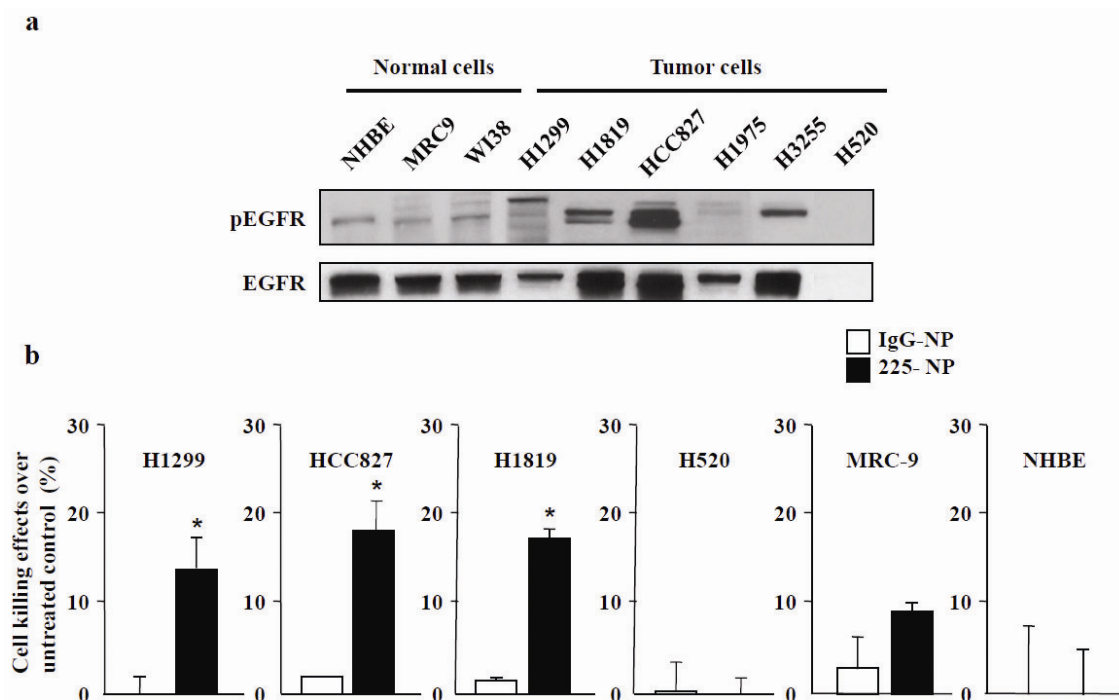 a
Normal cells Tumor cells
NHBE MRC9 WI38 H1299 H1819 HCC827 H1975 H3255 H520
pEGFR
EGFR
b
IgG-NP
225- NP
Cell killing effects over
untreated control (%)
30 30 30 30 30 30
H1299 HCC827 H1819 H520 MRC-9 NHBE
* * *
20 20 20 20 20 20
10 10 10 10 10 10
0 0 0 0 0 0